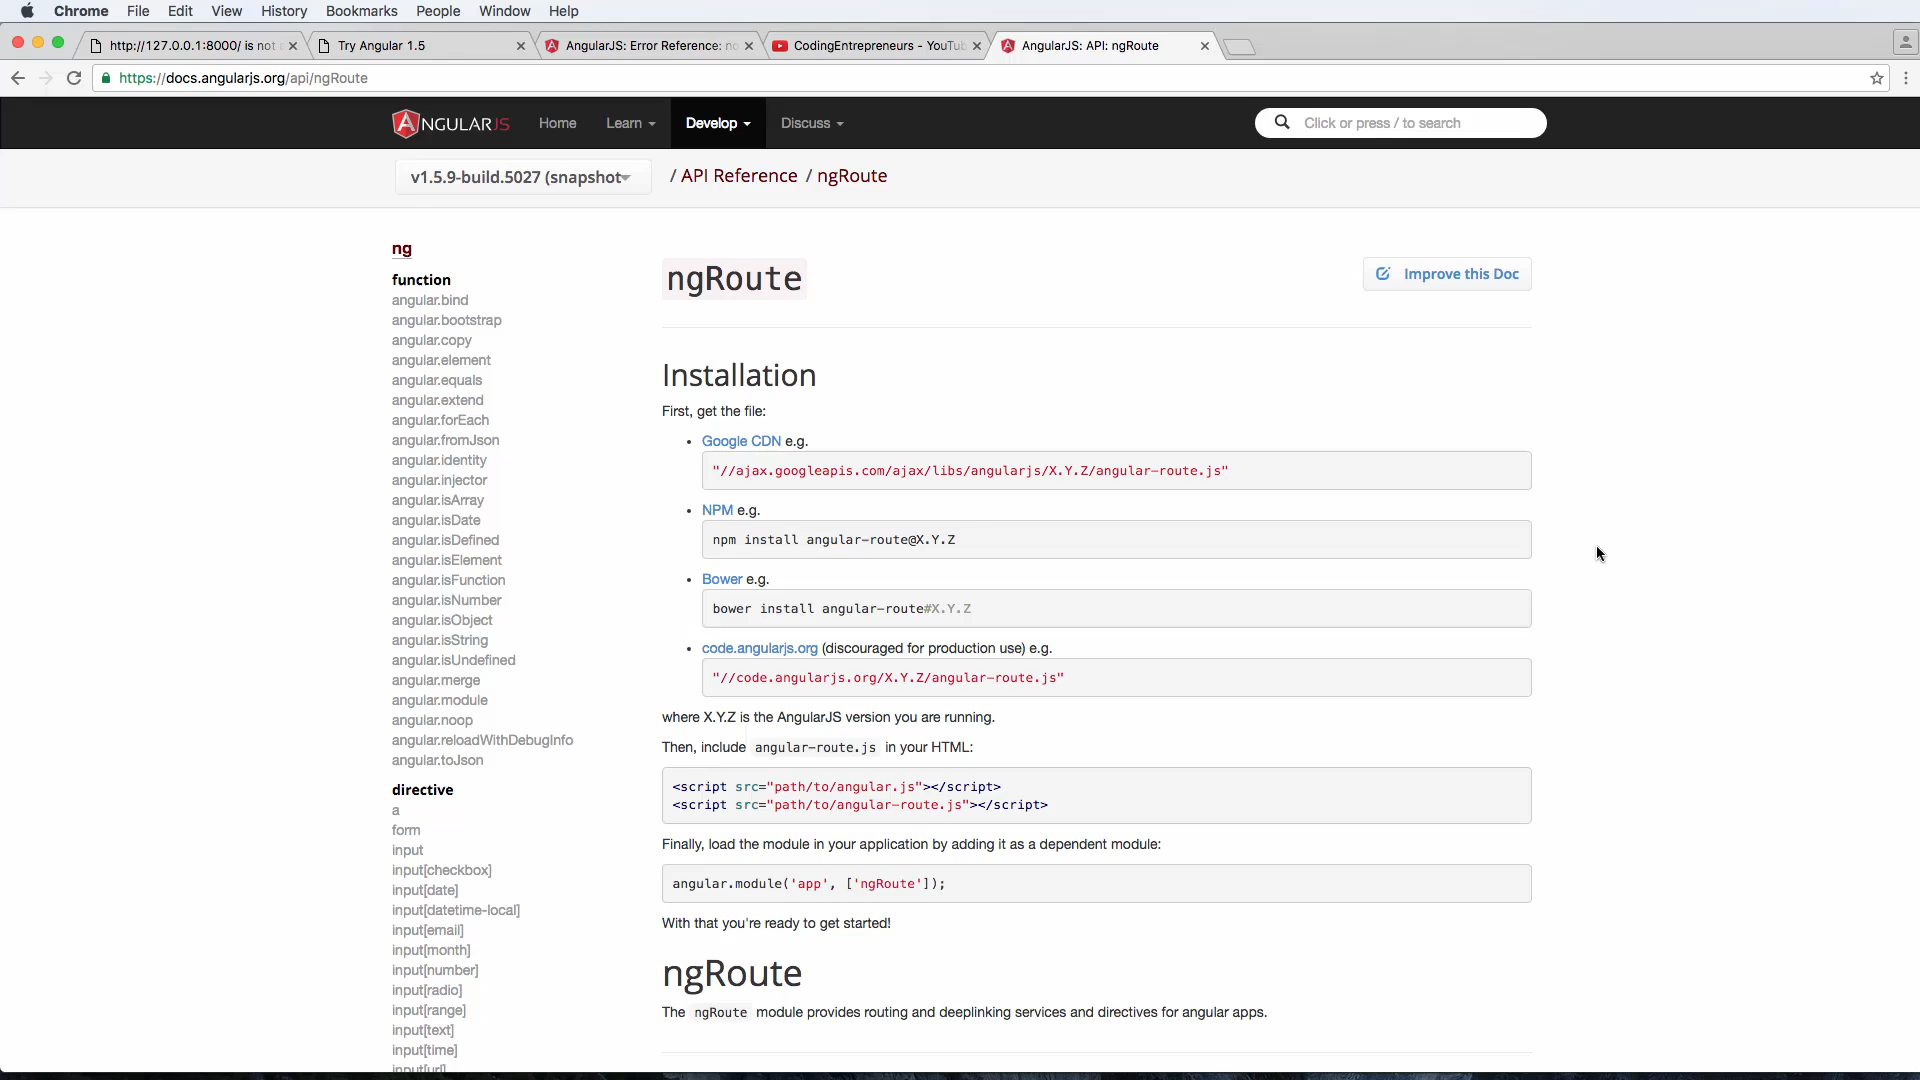 Chrome File Edit View History Bookmarks People Window Help
http://127.0.0.1:8000/ is not
Try Angular 1.5
AngularJS: Error Reference: no
CodingEntrepreneurs - YouTub
AngularJS: API: ngRoute
https://docs.angularjs.org/api/ngRoute
ANGULARJS Home Learn Develop Discuss Click or press / to search
v1.5.9-build.5027 (snapshot / API Reference / ngRoute
ng
function
angular.bind
angular.bootstrap
angular.copy
angular.element
angular.equals
angular.extend
angular.forEach
angular.fromJson
angular.identity
angular.injector
angular.isArray
angular.isDate
angular.isDefined
angular.isElement
angular.isFunction
angular.isNumber
angular.isObject
angular.isString
angular.isUndefined
angular.merge
angular.module
angular.noop
angular.reloadWithDebugInfo
angular.toJson
directive
a
form
input
input[checkbox]
input[date]
input[datetime-local]
input[email]
input[month]
input[number]
input[radio]
input[range]
input[text]
input[time]
input[url]
ngRoute
Improve this Doc
Installation
First, get the file:
• Google CDN e.g.
"//ajax.googleapis.com/ajax/libs/angularjs/X.Y.Z/angular-route.js"
• NPM e.g.
npm install angular-route@X.Y.Z
• Bower e.g.
bower install angular-route#X.Y.Z
• code.angularjs.org (discouraged for production use) e.g.
"//code.angularjs.org/X.Y.Z/angular-route.js"
where X.Y.Z is the AngularJS version you are running.
Then, include angular-route.js in your HTML:
<script src="path/to/angular.js"></script>
<script src="path/to/angular-route.js"></script>
Finally, load the module in your application by adding it as a dependent module:
angular.module('app', ['ngRoute']);
With that you're ready to get started!
ngRoute
The ngRoute module provides routing and deeplinking services and directives for angular apps.